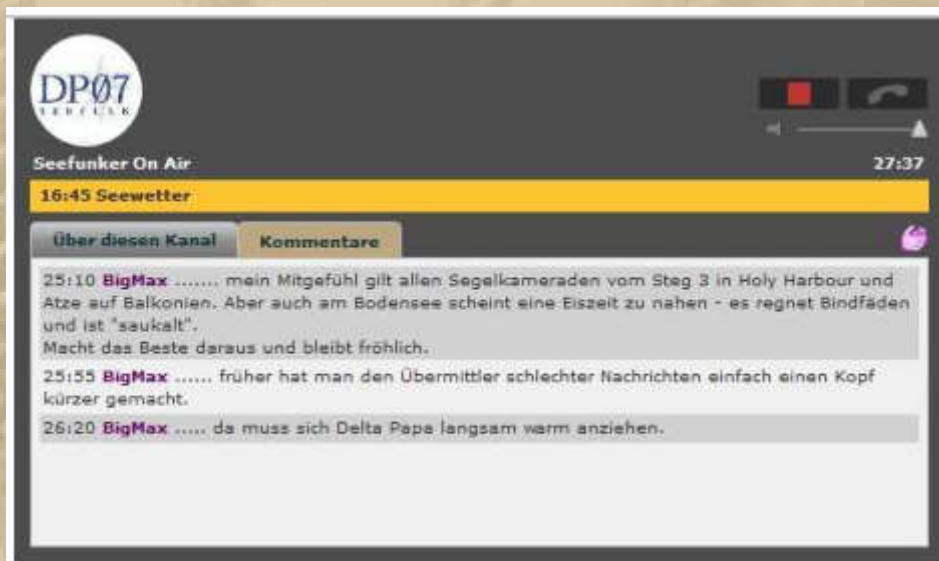 DP07
SEEFUNK
Seefunker On Air
27:37
16:45 Seewetter
Über diesen Kanal
Kommentare
25:10 BigMax ....... mein Mitgefühl gilt allen Segelkameraden vom Steg 3 in Holy Harbour und
Atze auf Balkonien. Aber auch am Bodensee scheint eine Eiszeit zu nahen - es regnet Bindfäden
und ist "saukalt".
Macht das Beste daraus und bleibt fröhlich.
25:55 BigMax ...... früher hat man den Übermittler schlechter Nachrichten einfach einen Kopf
kürzer gemacht.
26:20 BigMax ..... da muss sich Delta Papa langsam warm anziehen.